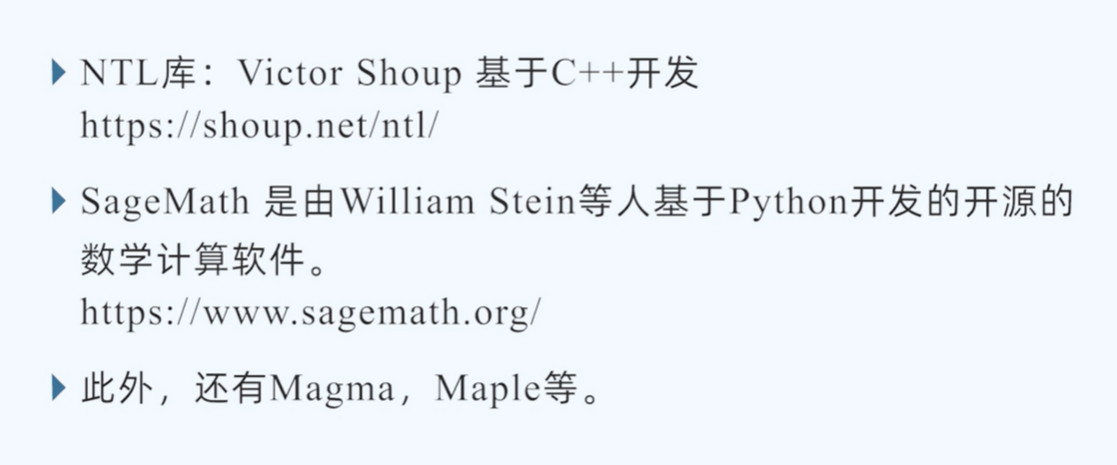 NTL库：Victor Shoup 基于C++开发
https://shoup.net/ntl/
SageMath 是由William Stein等人基于Python开发的开源的
数学计算软件。
https://www.sagemath.org/
此外，还有Magma，Maple等。